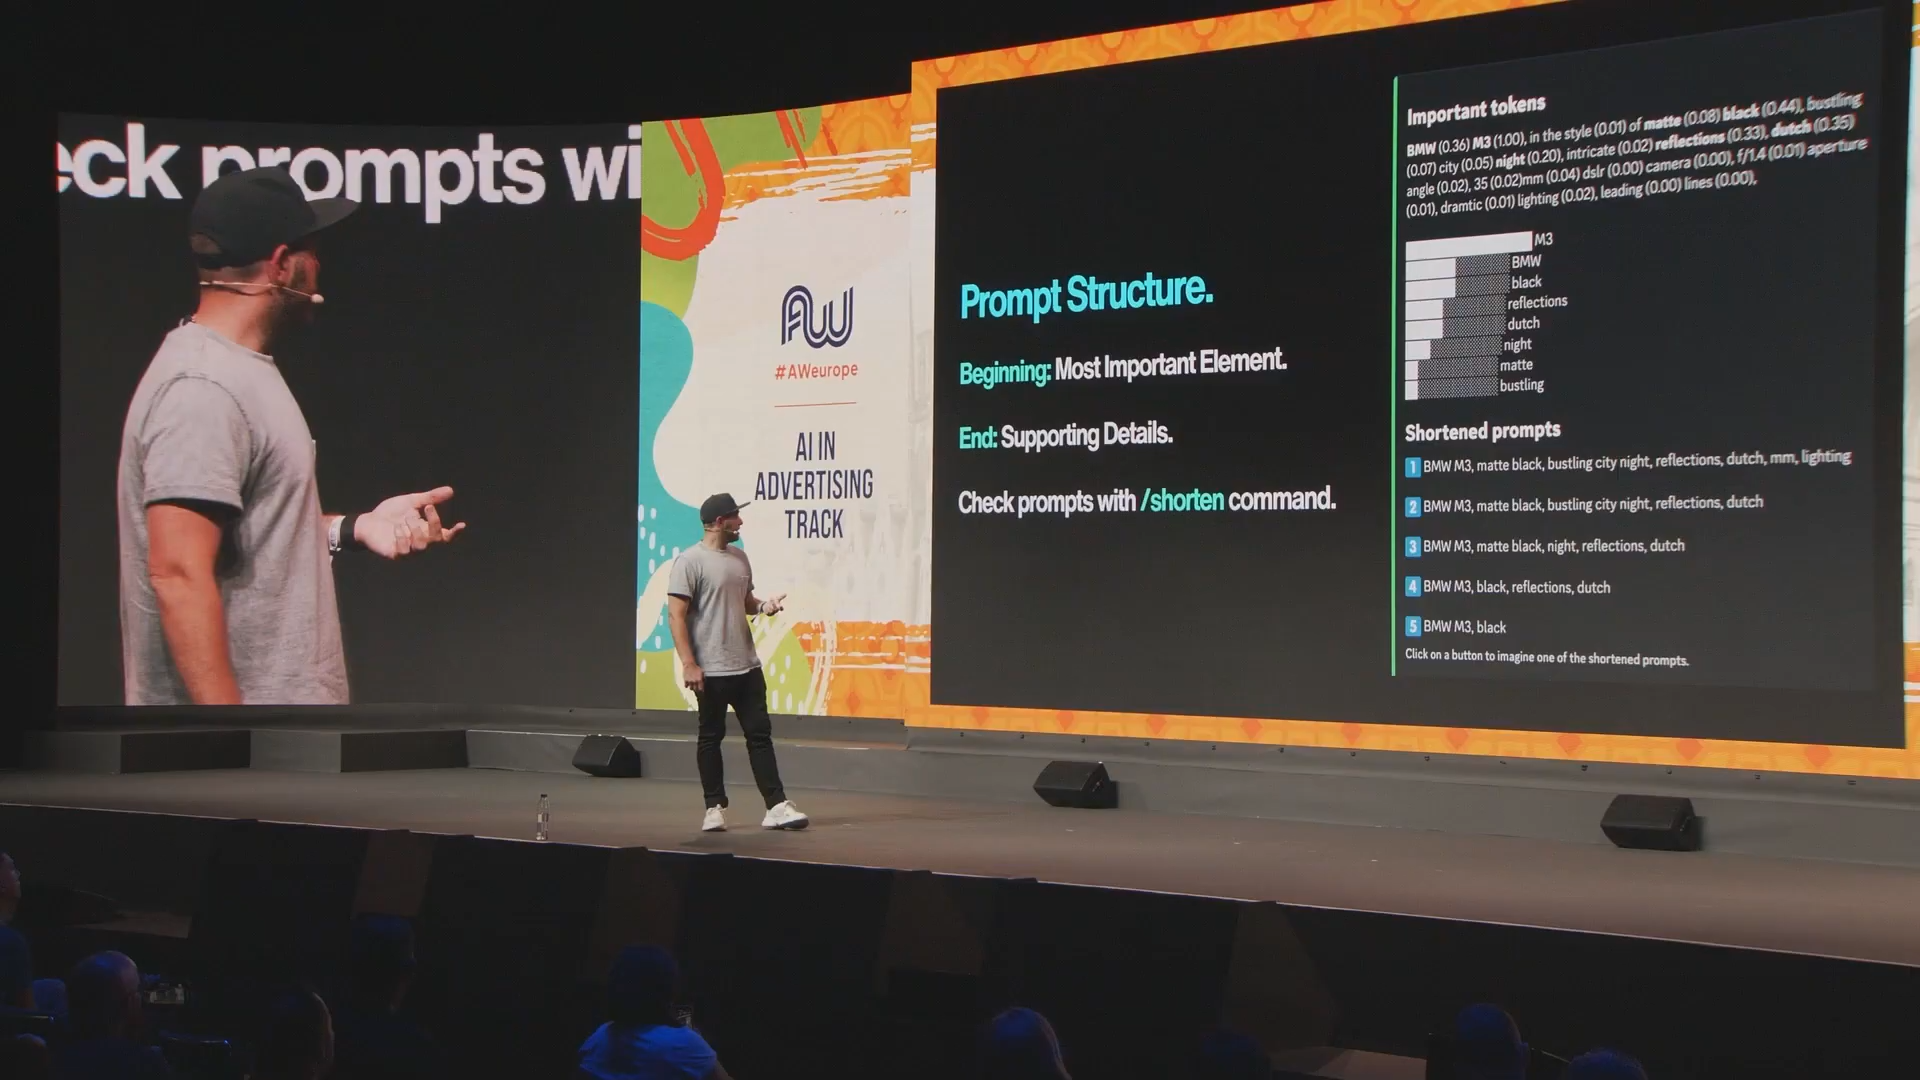 eck prompts wi
AW
#AWeurope
AI IN
ADVERTISING
TRACK
Prompt Structure.
Beginning: Most Important Element.
End: Supporting Details.
Check prompts with /shorten command.
Important tokens
BMW (0.36) M3 (1.00), in the style (0.01) of matte (0.08) black (0.44), bustling
(0.07) city (0.05) night (0.20), intricate (0.02) reflections (0.33), dutch (0.35)
angle (0.02), 35 (0.02)mm (0.04) dslr (0.00) camera (0.00), f/1.4 (0.01) aperture
(0.01), dramtic (0.01) lighting (0.02), leading (0.00) lines (0.00),
M3
BMW
black
reflections
dutch
night
matte
bustling
Shortened prompts
1 BMW M3, matte black, bustling city night, reflections, dutch, mm, lighting
2 BMW M3, matte black, bustling city night, reflections, dutch
3 BMW M3, matte black, night, reflections, dutch
4 BMW M3, black, reflections, dutch
5 BMW M3, black
Click on a button to imagine one of the shortened prompts.